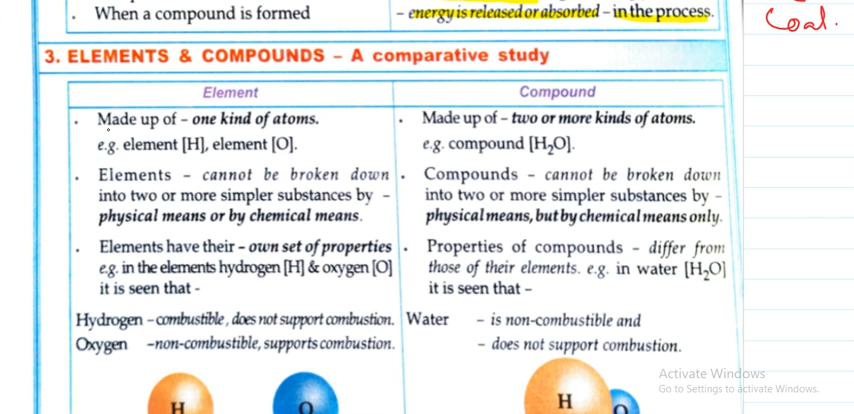 . When a compound is formed
– energy is released or absorbed – in the process.
Coal.
3. ELEMENTS & COMPOUNDS – A comparative study
Element
. Made up of – one kind of atoms.
e.g. element [H], element [O].
. Elements – cannot be broken down
into two or more simpler substances by –
physical means or by chemical means.
. Elements have their – own set of properties
e.g. in the elements hydrogen [H] & oxygen [O]
it is seen that -
Hydrogen – combustible, does not support combustion.
Oxygen -non-combustible, supports combustion.
H
O
Compound
. Made up of – two or more kinds of atoms.
e.g. compound [H₂O].
. Compounds – cannot be broken down
into two or more simpler substances by –
physical means, but by chemical means only.
. Properties of compounds – differ from
those of their elements. e.g. in water [H₂O]
it is seen that –
Water – is non-combustible and
– does not support combustion.
H
O
Activate Windows
Go to Settings to activate Windows.